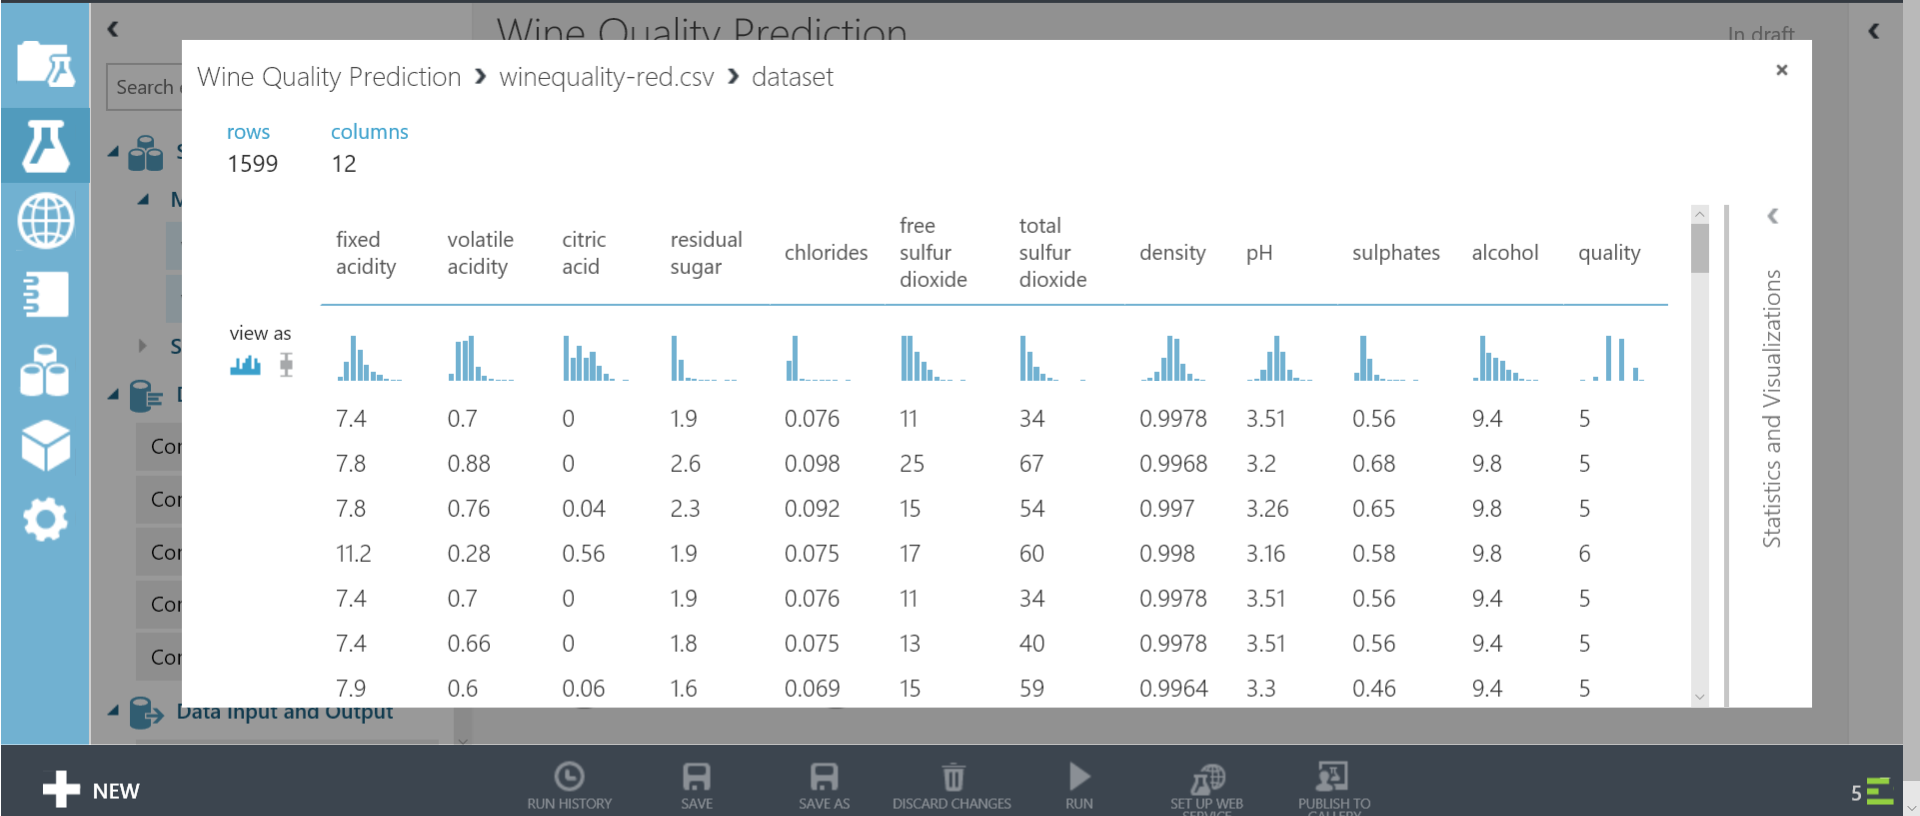 Wine Quality Prediction
In draft
Search
Wine Quality Prediction › winequality-red.csv › dataset
rows columns
1599 12
fixed acidity volatile acidity citric acid residual sugar chlorides free sulfur dioxide total sulfur dioxide density pH sulphates alcohol quality
view as
7.4 0.7 0 1.9 0.076 11 34 0.9978 3.51 0.56 9.4 5
7.8 0.88 0 2.6 0.098 25 67 0.9968 3.2 0.68 9.8 5
7.8 0.76 0.04 2.3 0.092 15 54 0.997 3.26 0.65 9.8 5
11.2 0.28 0.56 1.9 0.075 17 60 0.998 3.16 0.58 9.8 6
7.4 0.7 0 1.9 0.076 11 34 0.9978 3.51 0.56 9.4 5
7.4 0.66 0 1.8 0.075 13 40 0.9978 3.51 0.56 9.4 5
7.9 0.6 0.06 1.6 0.069 15 59 0.9964 3.3 0.46 9.4 5
Statistics and Visualizations
Data Input and Output
NEW
RUN HISTORY
SAVE
SAVE AS
DISCARD CHANGES
RUN
SET UP WEB
SERVICE
PUBLISH TO
GALLERY
5